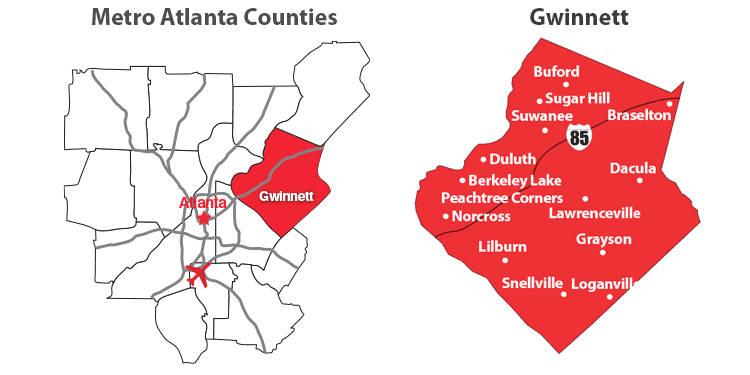 Metro Atlanta Counties
Atlanta
Gwinnett
Gwinnett
Buford
Sugar Hill
Suwanee
Braselton
85
Duluth
Dacula
Berkeley Lake
Peachtree Corners
Norcross
Lawrenceville
Grayson
Lilburn
Snellville
Loganville